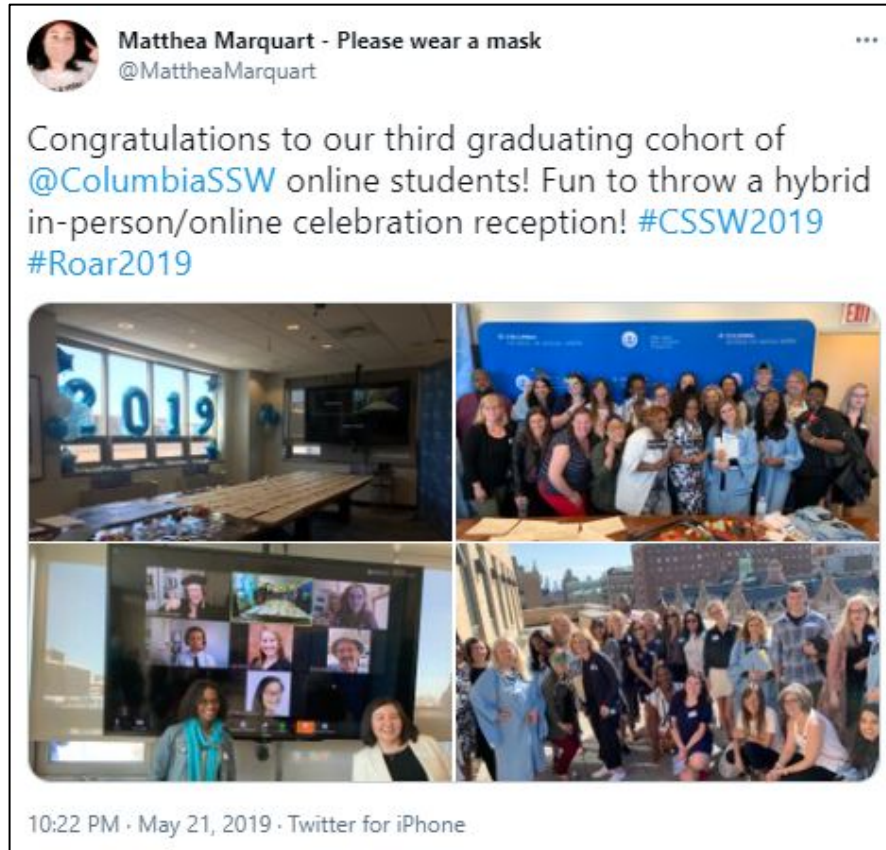 Matthea Marquart - Please wear a mask
@MattheaMarquart
Congratulations to our third graduating cohort of
@ColumbiaSSW online students! Fun to throw a hybrid
in-person/online celebration reception! #CSSW2019
#Roar2019
2019
EXIT
10:22 PM · May 21, 2019 · Twitter for iPhone